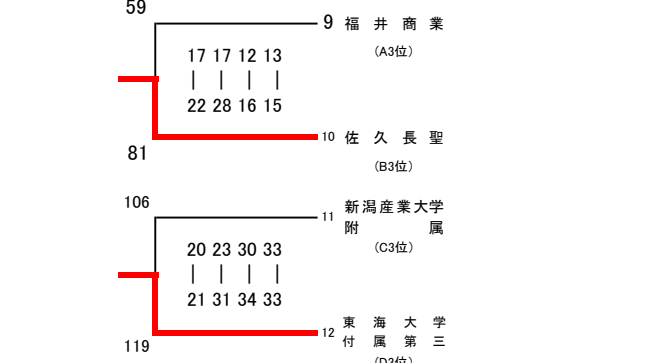 59
9 福井商業
(A3位)
17 17 12 13
| | | |
22 28 16 15
10 佐久長聖
(B3位)
81
106
11 新潟産業大学
附属
(C3位)
20 23 30 33
| | | |
21 31 34 33
12 東海大学
付属第三
(D3位)
119